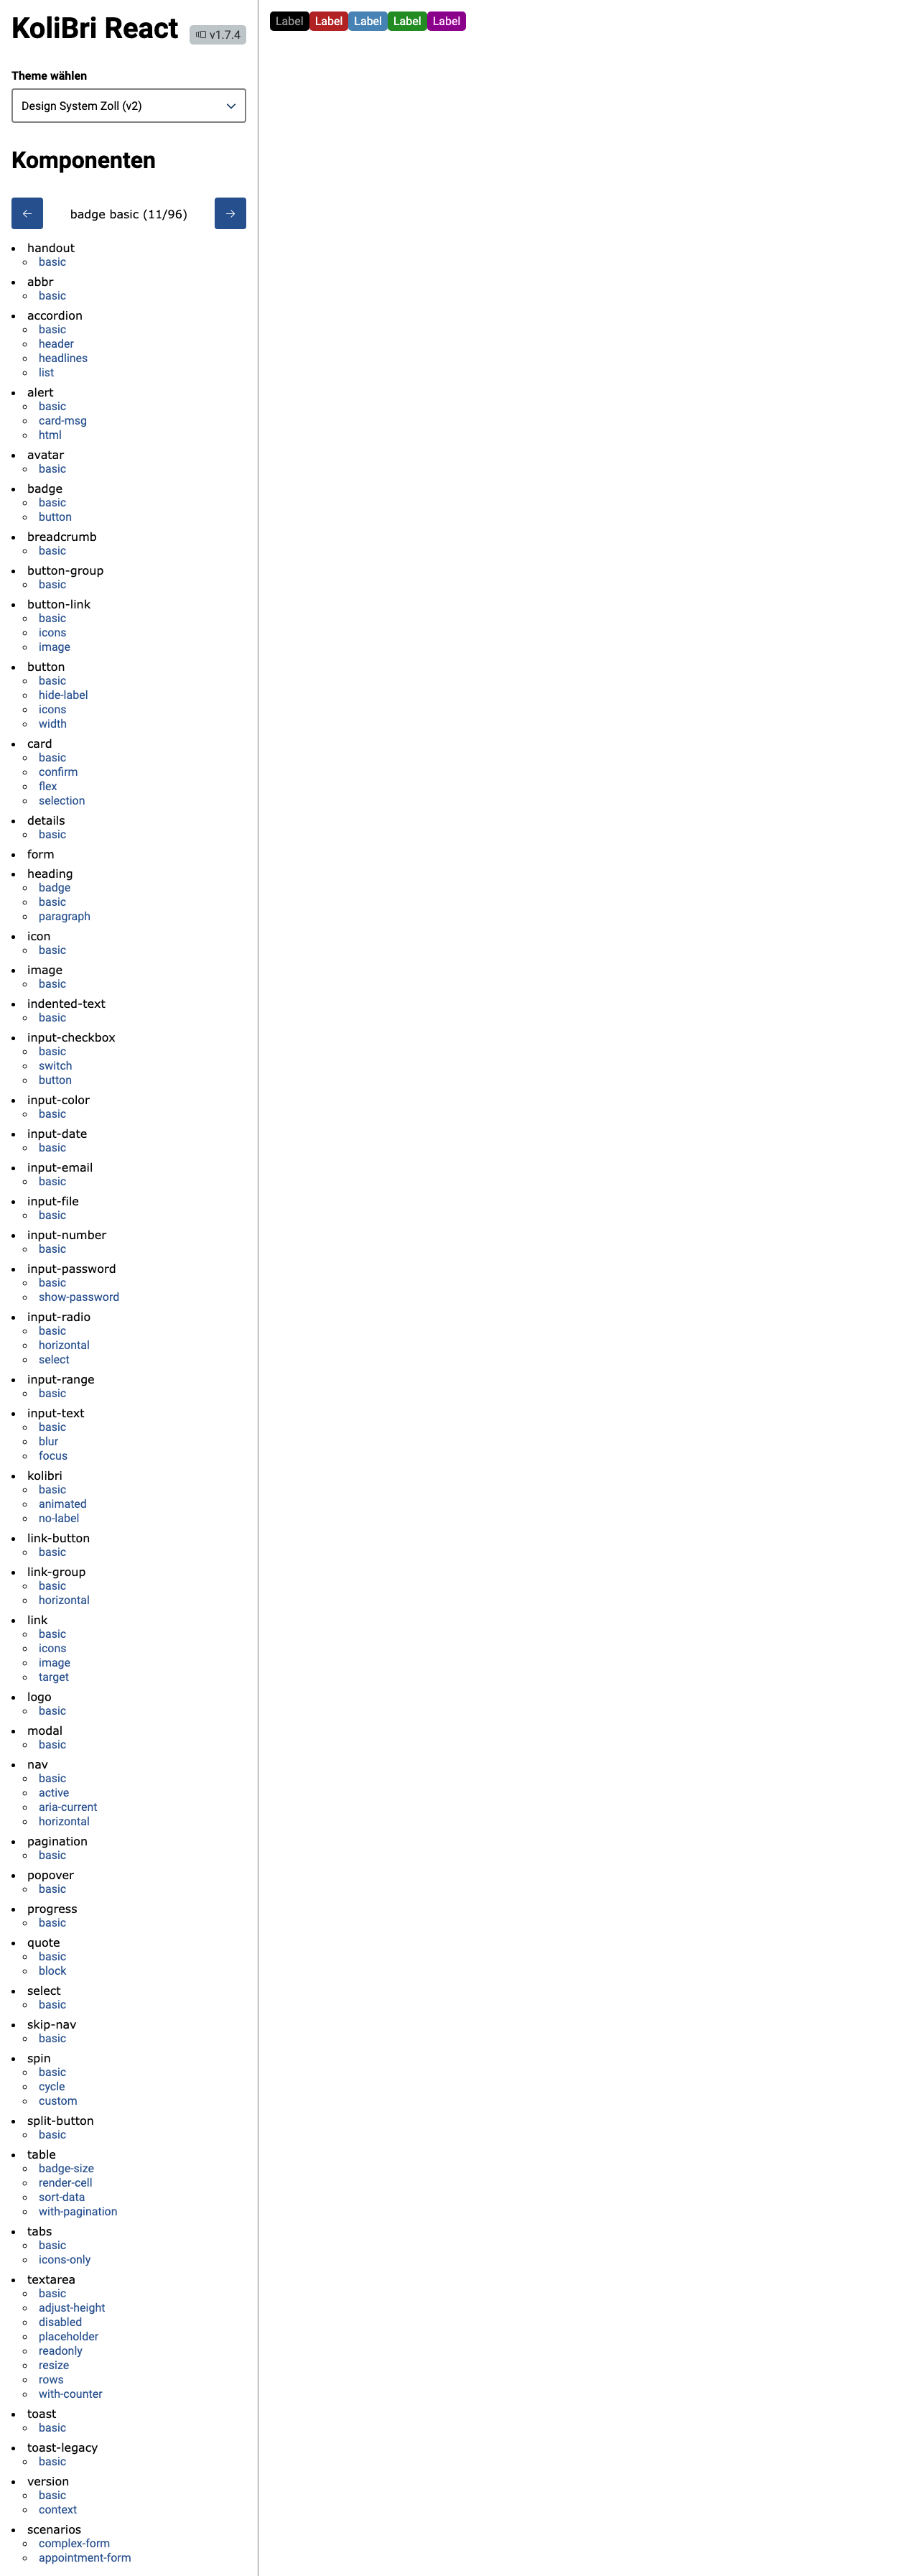 KoliBri React
v1.7.4
Theme wählen
Design System Zoll (v2)
Komponenten
badge basic (11/96)
handout
basic
abbr
basic
accordion
basic
header
headlines
list
alert
basic
card-msg
html
avatar
basic
badge
basic
button
breadcrumb
basic
button-group
basic
button-link
basic
icons
image
button
basic
hide-label
icons
width
card
basic
confirm
flex
selection
details
basic
form
heading
badge
basic
paragraph
icon
basic
image
basic
indented-text
basic
input-checkbox
basic
switch
button
input-color
basic
input-date
basic
input-email
basic
input-file
basic
input-number
basic
input-password
basic
show-password
input-radio
basic
horizontal
select
input-range
basic
input-text
basic
blur
focus
kolibri
basic
animated
no-label
link-button
basic
link-group
basic
horizontal
link
basic
icons
image
target
logo
basic
modal
basic
nav
basic
active
aria-current
horizontal
pagination
basic
popover
basic
progress
basic
quote
basic
block
select
basic
skip-nav
basic
spin
basic
cycle
custom
split-button
basic
table
badge-size
render-cell
sort-data
with-pagination
tabs
basic
icons-only
textarea
basic
adjust-height
disabled
placeholder
readonly
resize
rows
with-counter
toast
basic
toast-legacy
basic
version
basic
context
scenarios
complex-form
appointment-form
Label Label Label Label Label